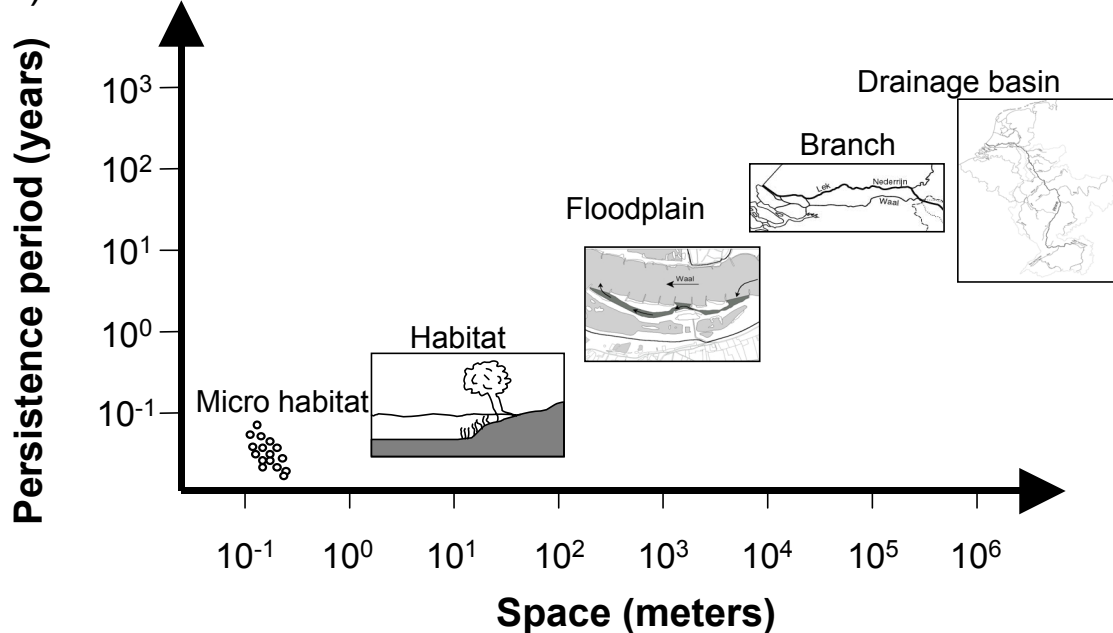 )
Persistence period (years)
10³
10²
10¹
10⁰
10⁻¹
Drainage basin
Branch
Lek
Nederrijn
Waal
Floodplain
Waal
Habitat
Micro habitat
10⁻¹ 10⁰ 10¹ 10² 10³ 10⁴ 10⁵ 10⁶
Space (meters)